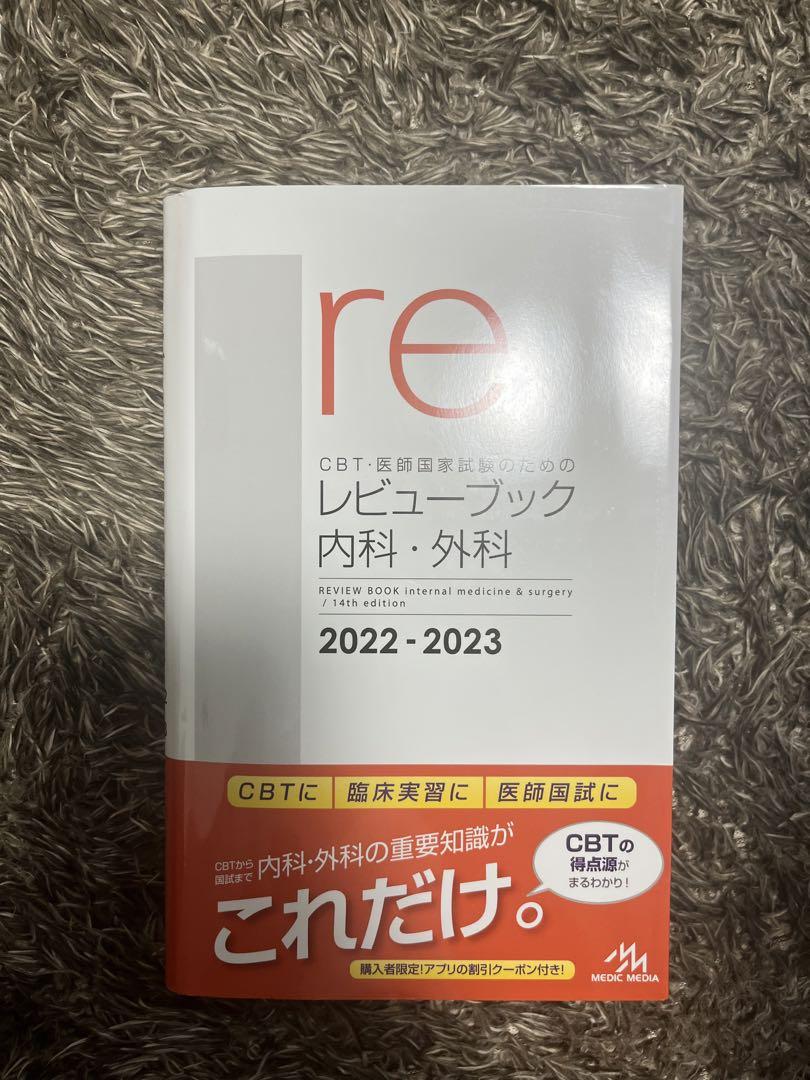 re
CBT・医師国家試験のための
レビューブック
内科・外科
REVIEW BOOK internal medicine & surgery
/ 14th edition
2022-2023
CBTに 臨床実習に 医師国試に
CBTから
国試まで
内科・外科の重要知識が
これだけ。
CBTの
得点源が
まるわかり！
購入者限定！アプリの割引クーポン付き！
MEDIC MEDIA